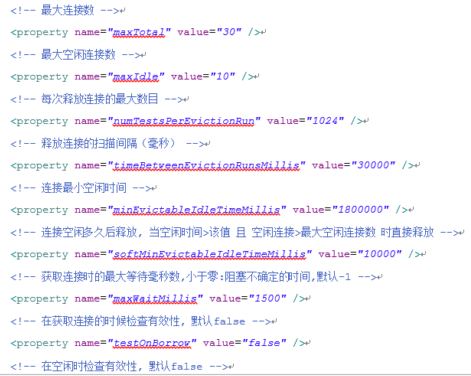 <!-- 最大连接数 -->
<property name="maxTotal" value="30" />
<!-- 最大空闲连接数 -->
<property name="maxIdle" value="10" />
<!-- 每次释放连接的最大数目 -->
<property name="numTestsPerEvictionRun" value="1024" />
<!-- 释放连接的扫描间隔（毫秒） -->
<property name="timeBetweenEvictionRunsMillis" value="30000" />
<!-- 连接最小空闲时间 -->
<property name="minEvictableIdleTimeMillis" value="1800000" />
<!-- 连接空闲多久后释放, 当空闲时间>该值 且 空闲连接>最大空闲连接数 时直接释放 -->
<property name="softMinEvictableIdleTimeMillis" value="10000" />
<!-- 获取连接时的最大等待毫秒数,小于零:阻塞不确定的时间,默认-1 -->
<property name="maxWaitMillis" value="1500" />
<!-- 在获取连接的时候检查有效性, 默认false -->
<property name="testOnBorrow" value="false" />
<!-- 在空闲时检查有效性, 默认false -->